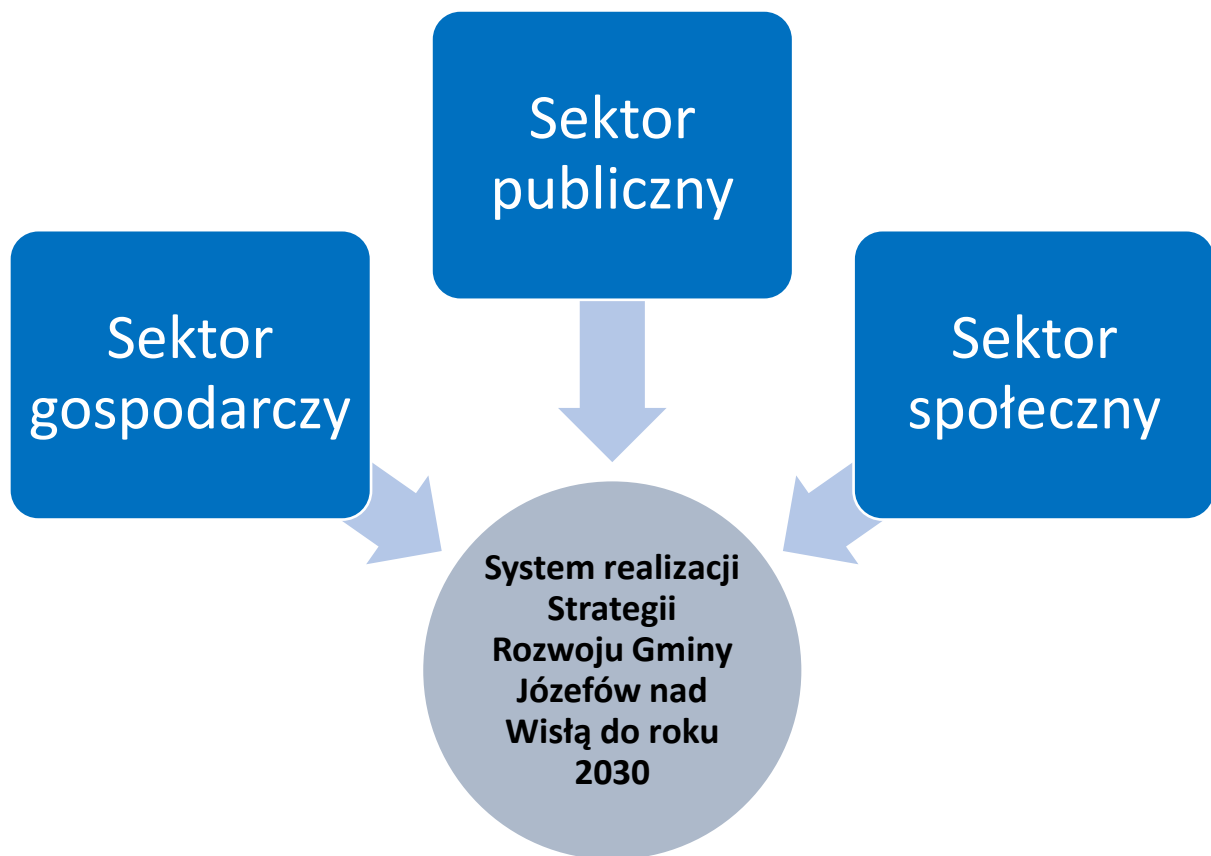 Sektor
publiczny
Sektor
gospodarczy
Sektor
społeczny
System realizacji
Strategii
Rozwoju Gminy
Józefów nad
Wisłą do roku
2030